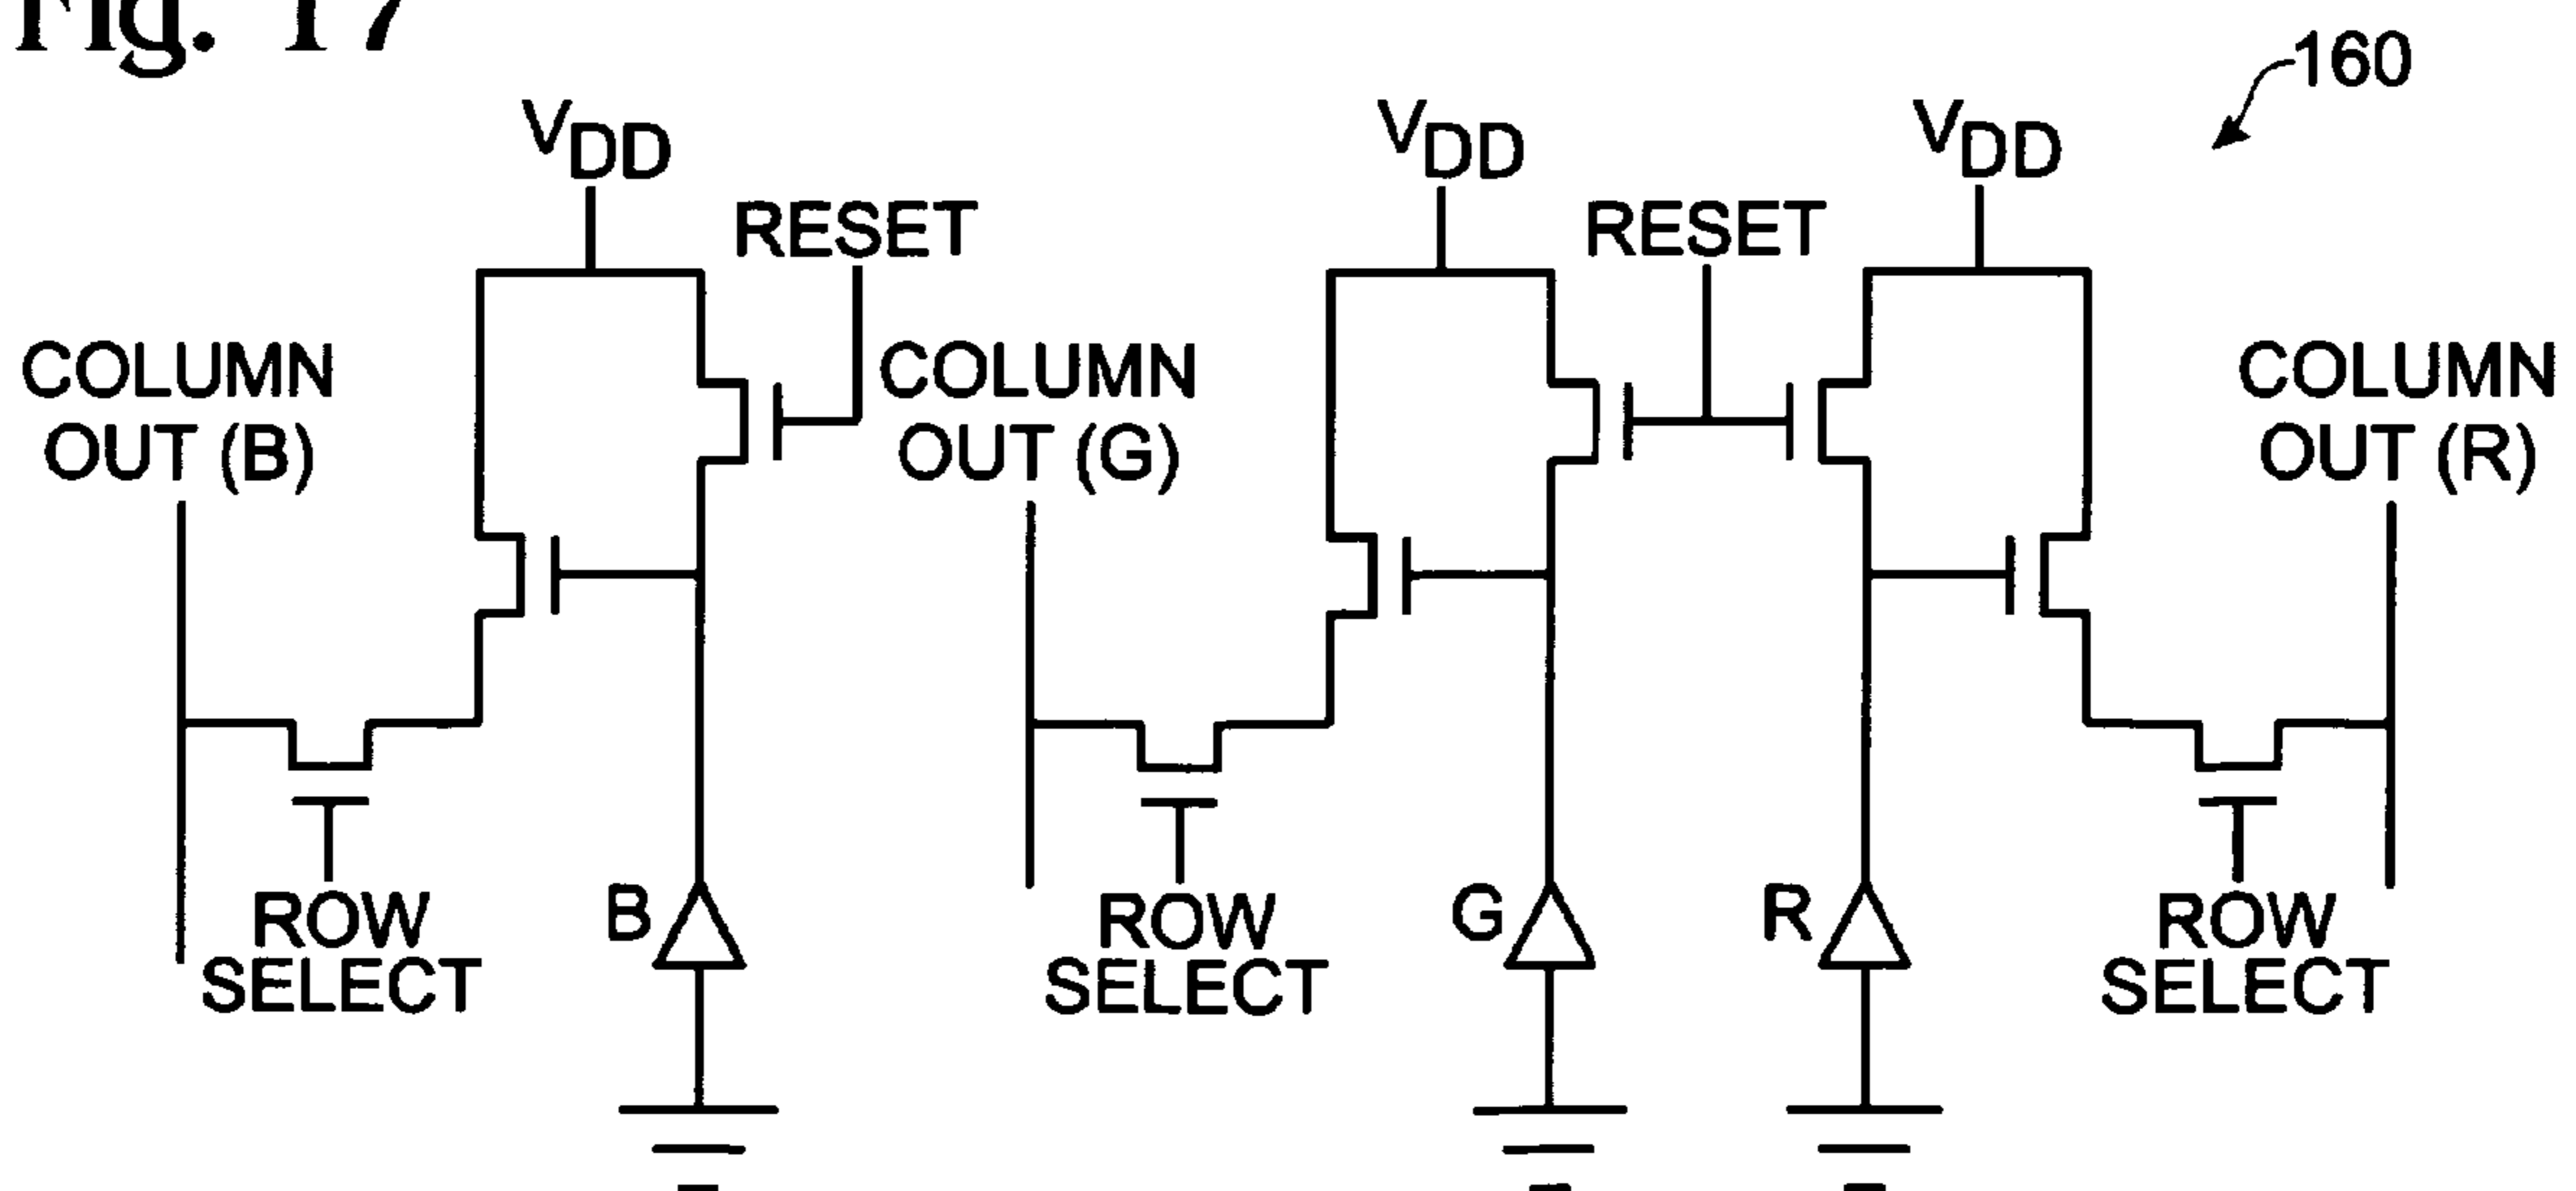 Fig. 17
160
VDD
VDD
VDD
RESET
RESET
COLUMN
OUT (B)
COLUMN
OUT (G)
COLUMN
OUT (R)
B
G
R
ROW
SELECT
ROW
SELECT
ROW
SELECT